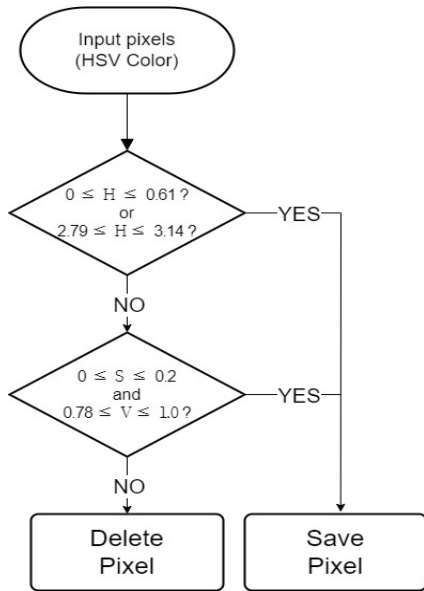 Input pixels
(HSV Color)
0 ≤ H ≤ 0.61?
or
2.79 ≤ H ≤ 3.14?
YES
NO
0 ≤ S ≤ 0.2
and
0.78 ≤ V ≤ 1.0?
YES
NO
Delete
Pixel
Save
Pixel